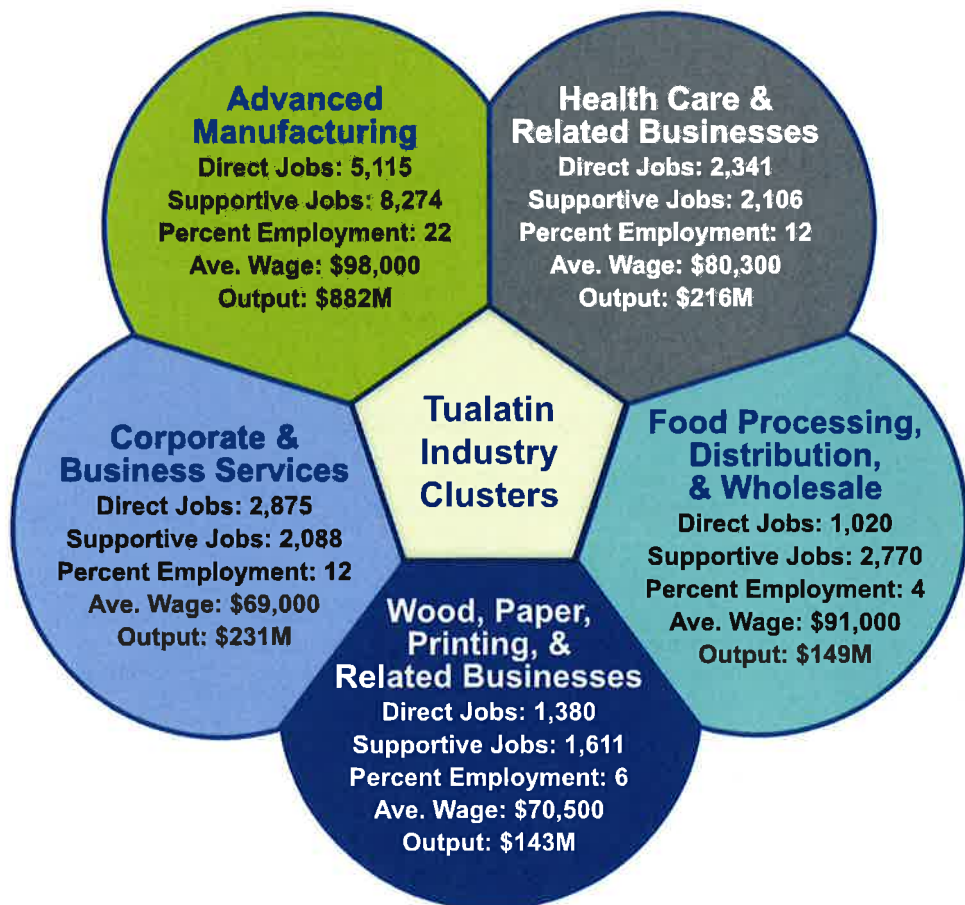 Advanced
Manufacturing
Direct Jobs: 5,115
Supportive Jobs: 8,274
Percent Employment: 22
Ave. Wage: $98,000
Output: $882M
Health Care &
Related Businesses
Direct Jobs: 2,341
Supportive Jobs: 2,106
Percent Employment: 12
Ave. Wage: $80,300
Output: $216M
Tualatin
Industry
Clusters
Corporate &
Business Services
Direct Jobs: 2,875
Supportive Jobs: 2,088
Percent Employment: 12
Ave. Wage: $69,000
Output: $231M
Food Processing,
Distribution,
& Wholesale
Direct Jobs: 1,020
Supportive Jobs: 2,770
Percent Employment: 4
Ave. Wage: $91,000
Output: $149M
Wood, Paper,
Printing, &
Related Businesses
Direct Jobs: 1,380
Supportive Jobs: 1,611
Percent Employment: 6
Ave. Wage: $70,500
Output: $143M